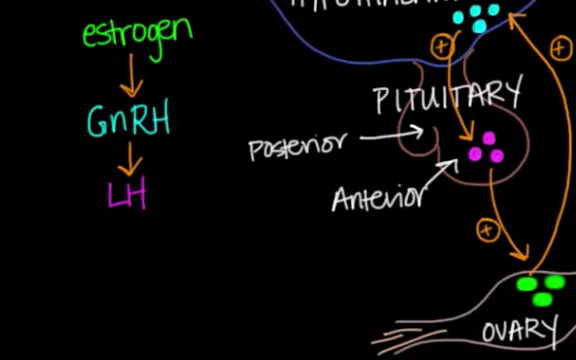 estrogen
GnRH
LH
PITUITARY
Posterior
Anterior
+
+
+
OVARY